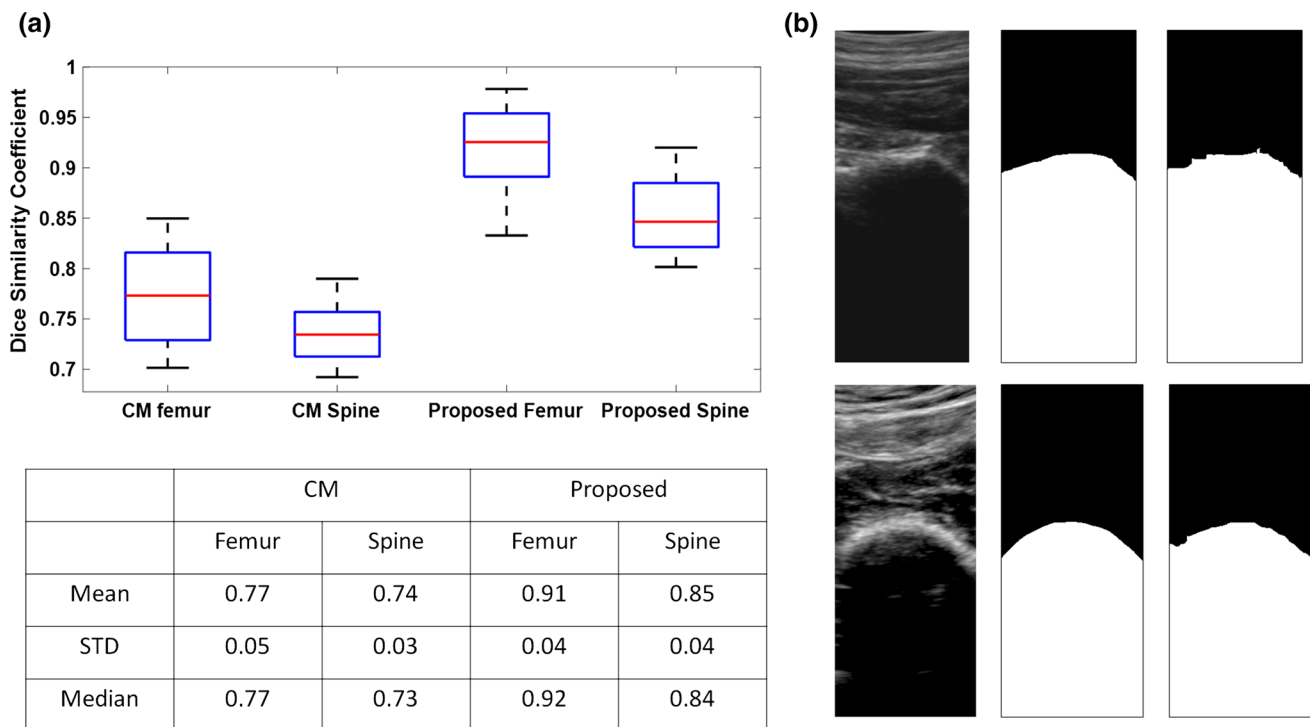 (a)
Dice Similarity Coefficient
1
0.95
0.9
0.85
0.8
0.75
0.7
CM femur CM Spine Proposed Femur Proposed Spine
CM Proposed
Femur Spine Femur Spine
Mean 0.77 0.74 0.91 0.85
STD 0.05 0.03 0.04 0.04
Median 0.77 0.73 0.92 0.84
(b)